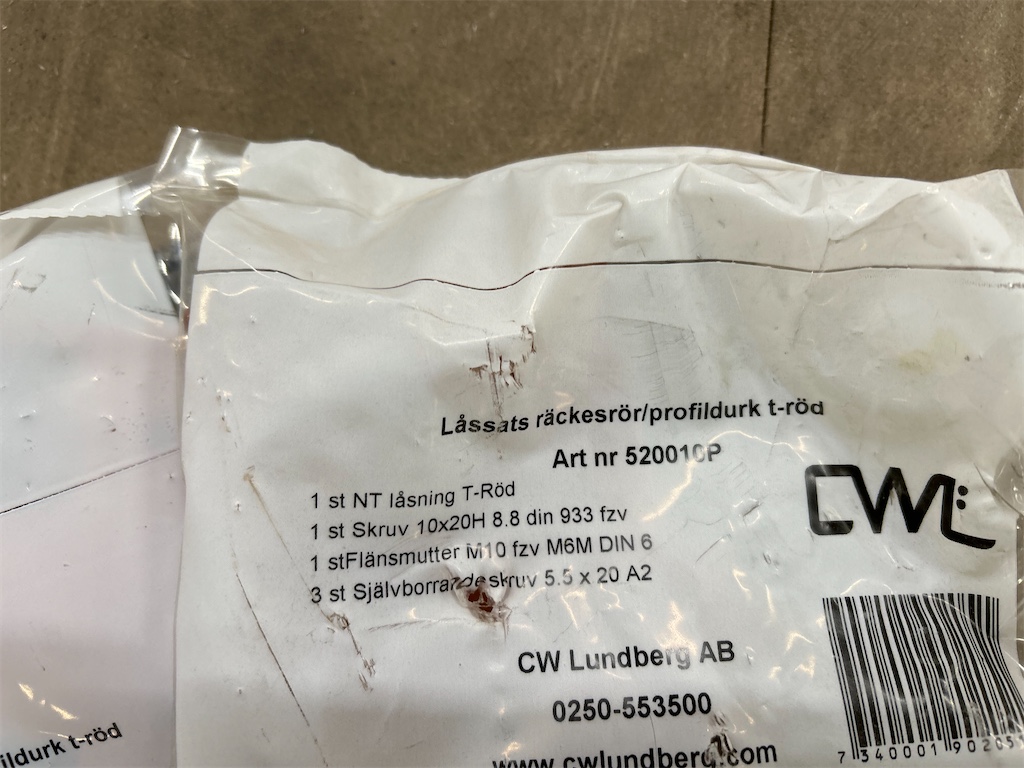 Låssats räckesrör/profildurk t-röd
Art nr 520010P
1 st NT låsning T-Röd
1 st Skruv 10x20H 8.8 din 933 fzv
1 stFlänsmutter M10 fzv M6M DIN 6
3 st Självborrandeskruv 5.5 x 20 A2
CWL
CW Lundberg AB
0250-553500
www.cwlundberg.com
7 340001 90205
ildurk t-röd